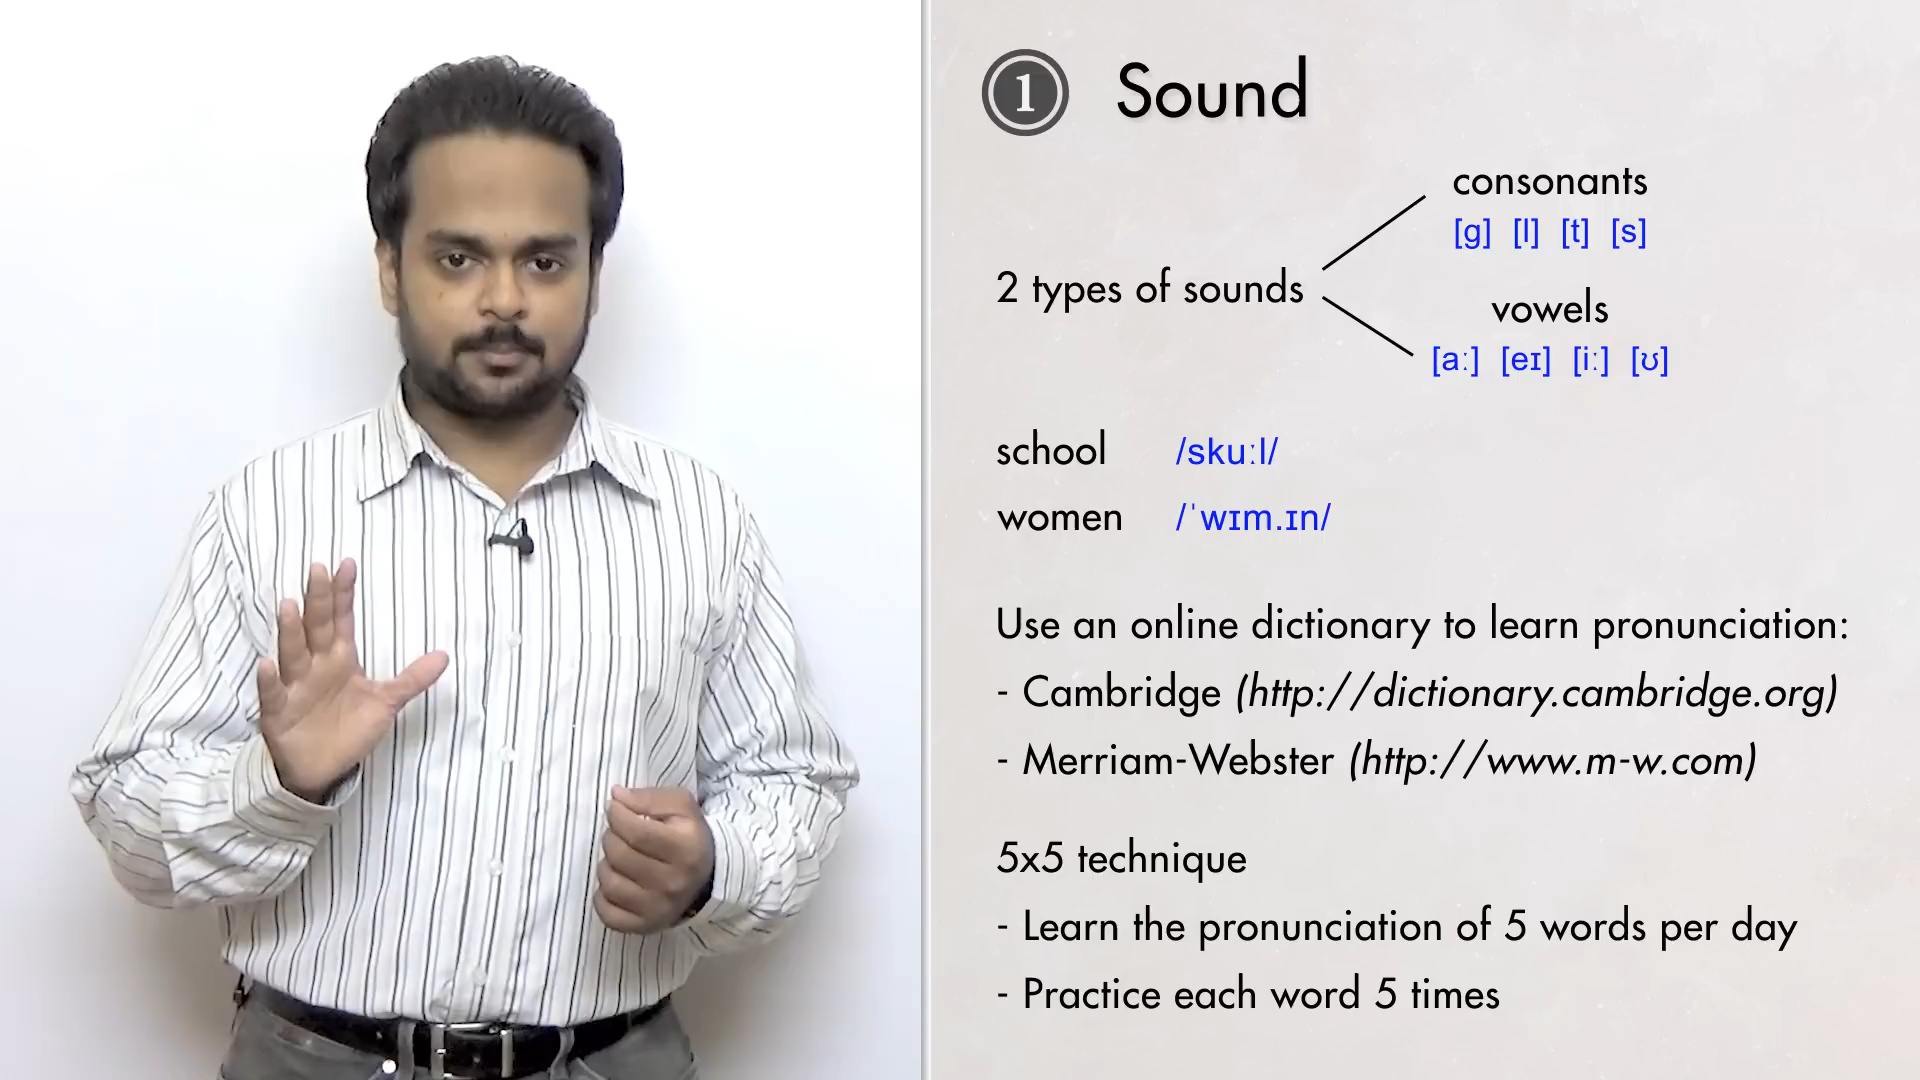 1 Sound
consonants
[g] [l] [t] [s]
2 types of sounds
vowels
[aː] [eɪ] [iː] [ʊ]
school /skuːl/
women /ˈwɪm.ɪn/
Use an online dictionary to learn pronunciation:
- Cambridge (http://dictionary.cambridge.org)
- Merriam-Webster (http://www.m-w.com)
5x5 technique
- Learn the pronunciation of 5 words per day
- Practice each word 5 times